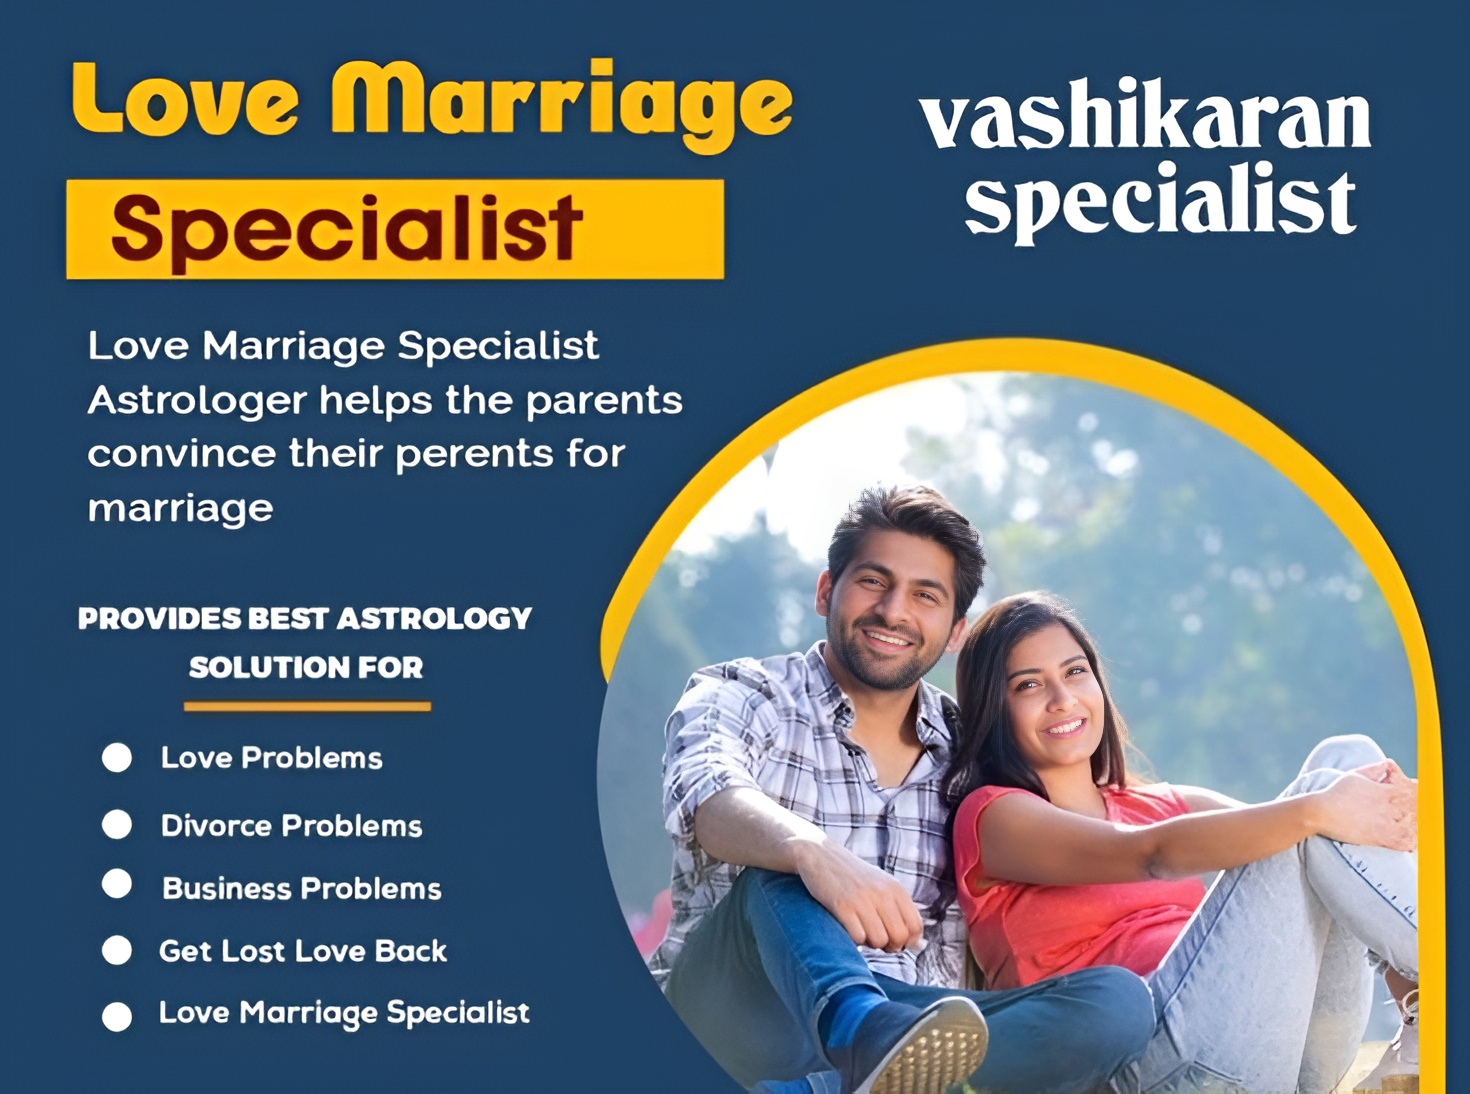 Love Marriage
Specialist
vashikaran
specialist
Love Marriage Specialist
Astrologer helps the parents
convince their perents for
marriage
PROVIDES BEST ASTROLOGY
SOLUTION FOR
Love Problems
Divorce Problems
Business Problems
Get Lost Love Back
Love Marriage Specialist